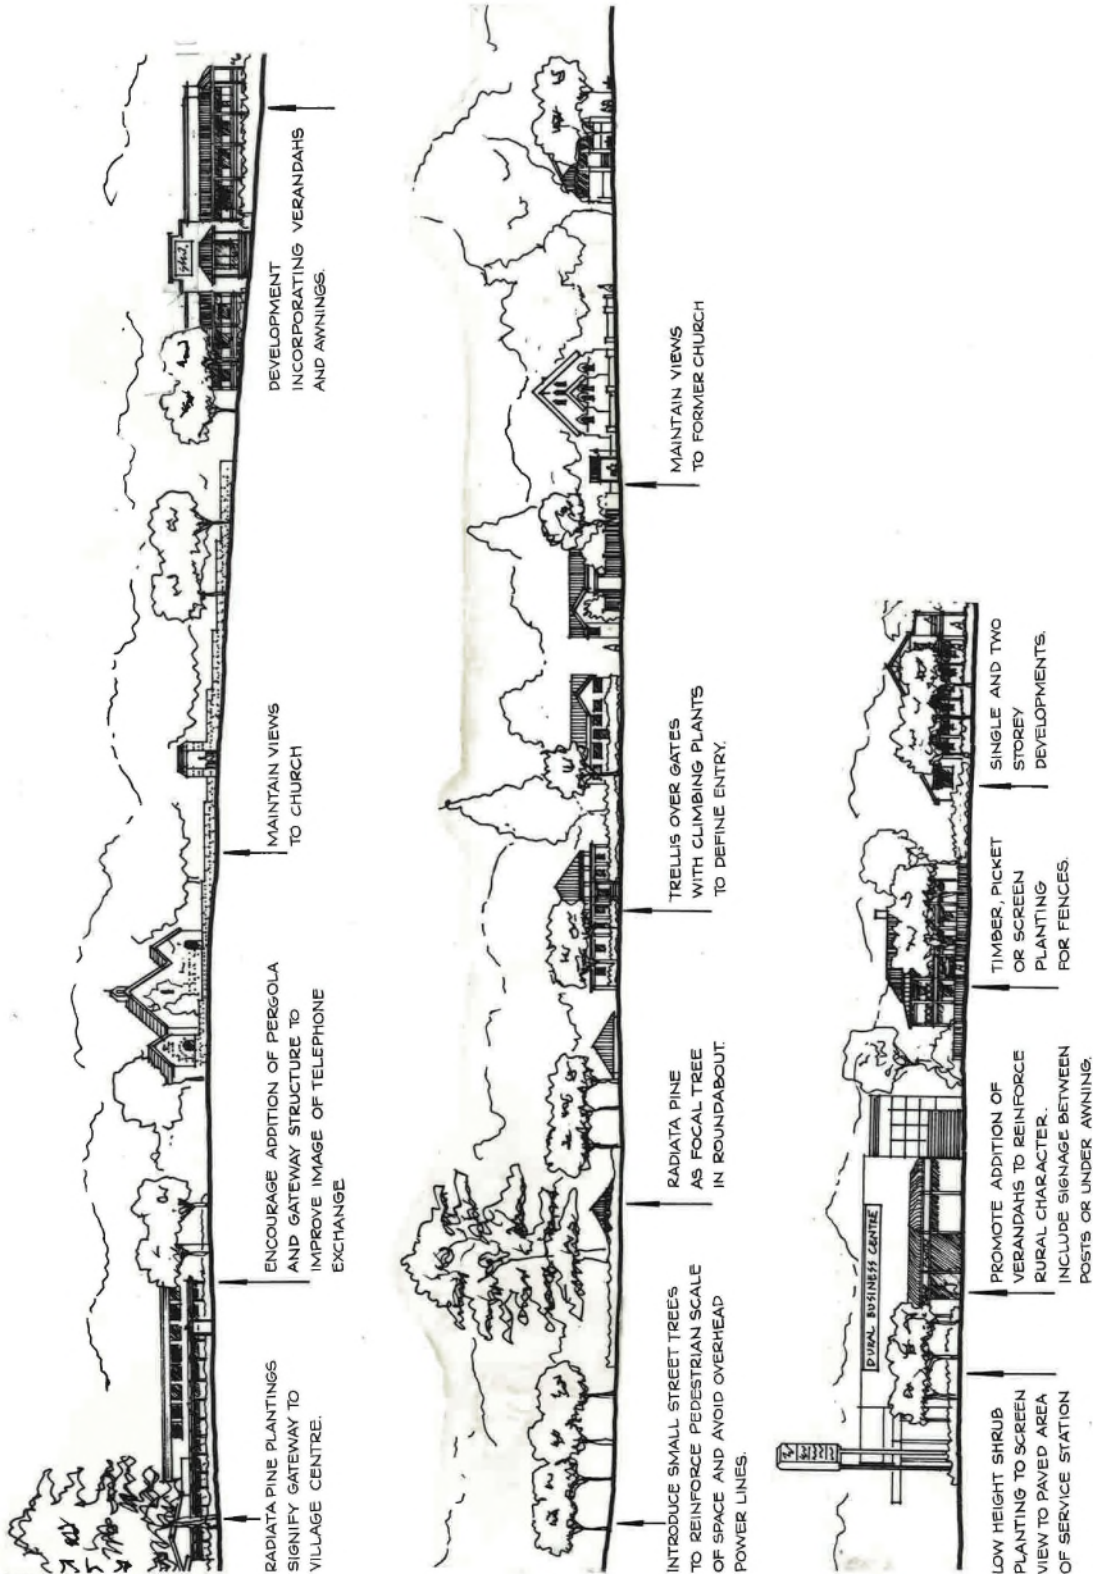 RADIATA PINE PLANTINGS
SIGNIFY GATEWAY TO
VILLAGE CENTRE.
ENCOURAGE ADDITION OF PERGOLA
AND GATEWAY STRUCTURE TO
IMPROVE IMAGE OF TELEPHONE
EXCHANGE
MAINTAIN VIEWS
TO CHURCH
DEVELOPMENT
INCORPORATING VERANDAHS
AND AWNINGS.
INTRODUCE SMALL STREET TREES
TO REINFORCE PEDESTRIAN SCALE
OF SPACE AND AVOID OVERHEAD
POWER LINES.
RADIATA PINE
AS FOCAL TREE
IN ROUNDABOUT.
TRELLIS OVER GATES
WITH CLIMBING PLANTS
TO DEFINE ENTRY.
MAINTAIN VIEWS
TO FORMER CHURCH
DURAL BUSINESS CENTRE
LOW HEIGHT SHRUB
PLANTING TO SCREEN
VIEW TO PAVED AREA
OF SERVICE STATION
PROMOTE ADDITION OF
VERANDAHS TO REINFORCE
RURAL CHARACTER.
INCLUDE SIGNAGE BETWEEN
POSTS OR UNDER AWNING.
TIMBER, PICKET
OR SCREEN
PLANTING
FOR FENCES.
SINGLE AND TWO
STOREY
DEVELOPMENTS.